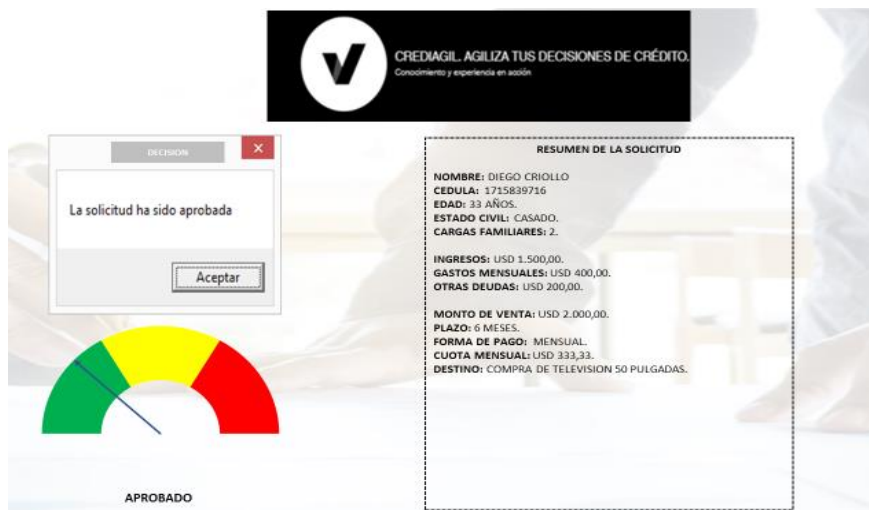 CREDIAGIL. AGILIZA TUS DECISIONES DE CRÉDITO.
Conocimiento y experiencia en acción
DECISION
La solicitud ha sido aprobada
Aceptar
APROBADO
RESUMEN DE LA SOLICITUD
NOMBRE: DIEGO CRIOLLO
CEDULA: 1715839716
EDAD: 33 AÑOS.
ESTADO CIVIL: CASADO.
CARGAS FAMILIARES: 2.
INGRESOS: USD 1.500,00.
GASTOS MENSUALES: USD 400,00.
OTRAS DEUDAS: USD 200,00.
MONTO DE VENTA: USD 2.000,00.
PLAZO: 6 MESES.
FORMA DE PAGO: MENSUAL.
CUOTA MENSUAL: USD 333,33.
DESTINO: COMPRA DE TELEVISION 50 PULGADAS.